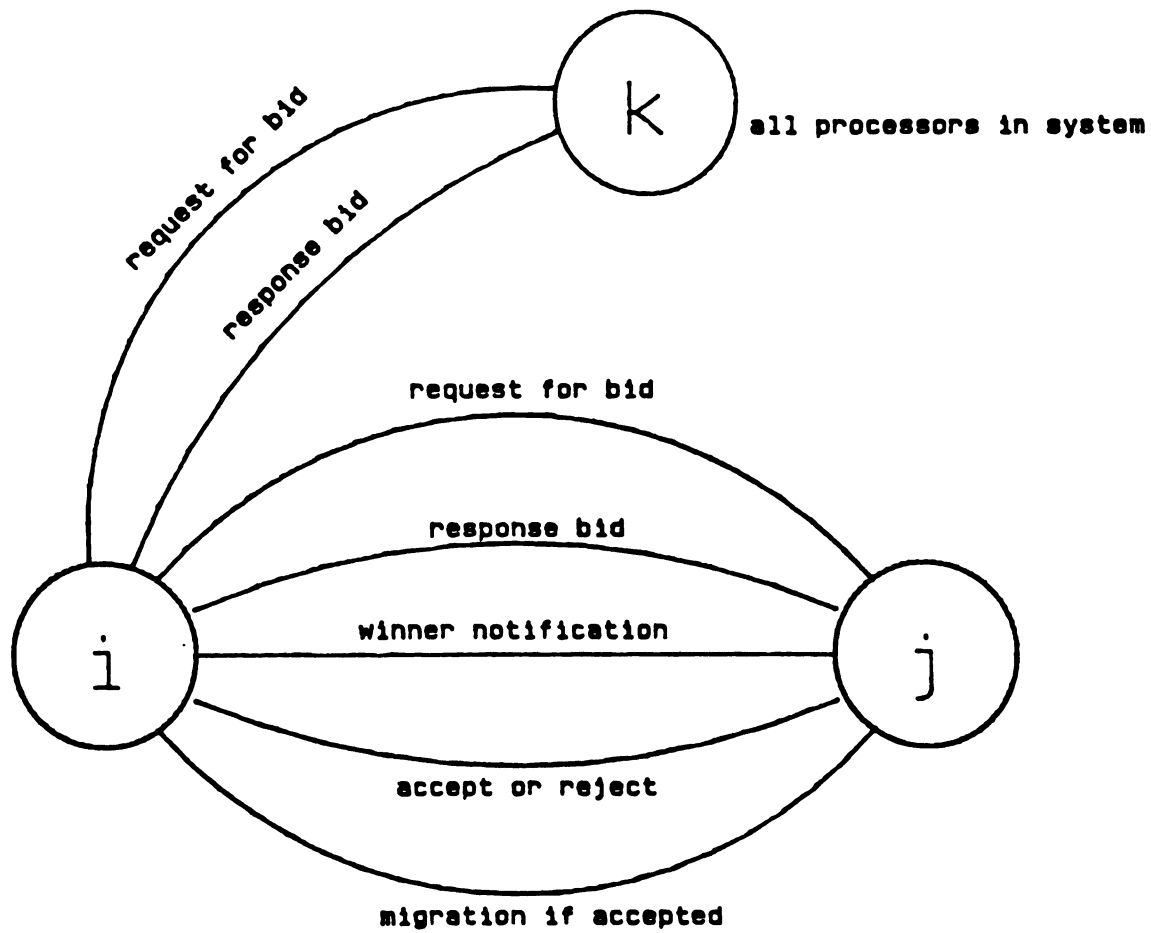 k
all processors in system
request for bid
response bid
request for bid
response bid
winner notification
i
j
accept or reject
migration if accepted